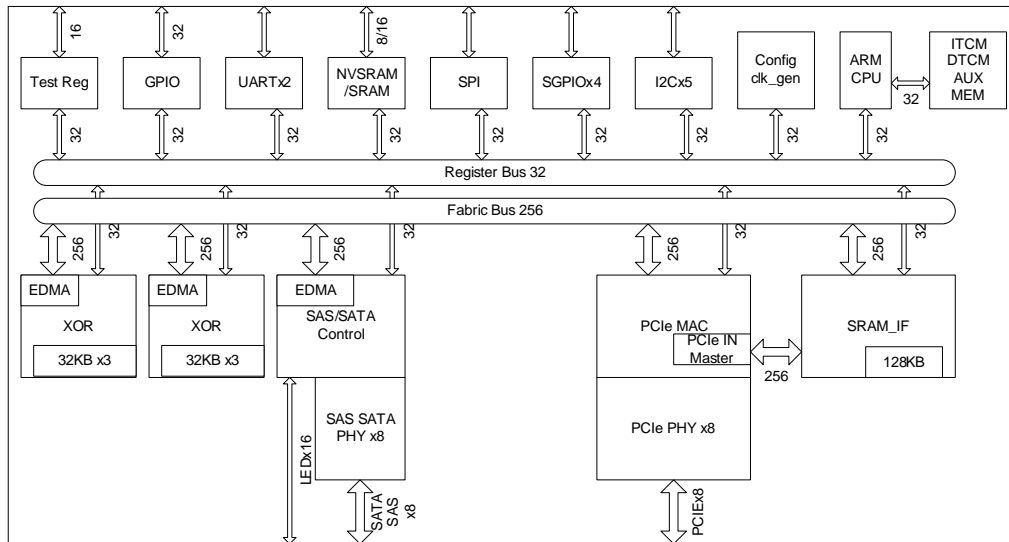 16
32
8/16
Test Reg
GPIO
UARTx2
NVSRAM
/SRAM
SPI
SGPIOx4
I2Cx5
Config
clk_gen
ARM
CPU
32
ITCM
DTCM
AUX
MEM
32
32
32
32
32
32
32
32
32
Register Bus 32
Fabric Bus 256
256
32
256
32
256
32
256
32
256
32
EDMA
XOR
32KB x3
EDMA
XOR
32KB x3
EDMA
SAS/SATA
Control
PCIe MAC
PCIe IN
Master
256
SRAM_IF
128KB
LEDx16
SAS SATA
PHY x8
PCIe PHY x8
SATA
SAS
x8
PCIEx8